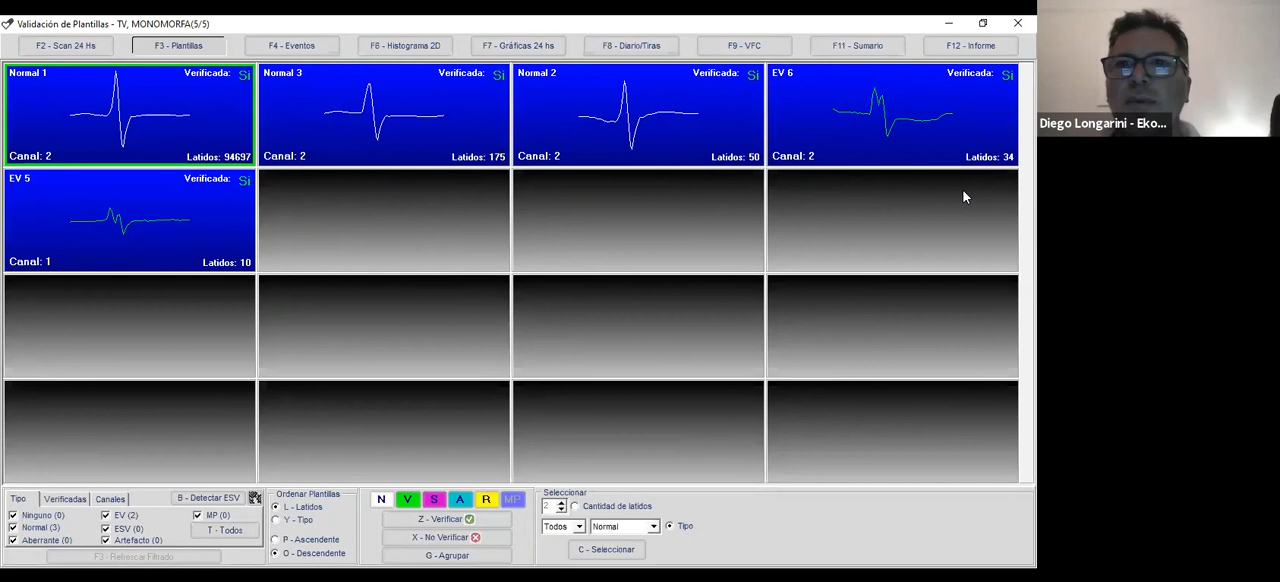 Validación de Plantillas - TV, MONOMORFA(5/5)
F2 - Scan 24 Hs
F3 - Plantillas
F4 - Eventos
F6 - Histograma 2D
F7 - Gráficas 24 hs
F8 - Diario/Tiras
F9 - VFC
F11 - Sumario
F12 - Informe
Normal 1 Verificada: Si
Canal: 2 Latidos: 94697
Normal 3 Verificada: Si
Canal: 2 Latidos: 175
Normal 2 Verificada: Si
Canal: 2 Latidos: 50
EV 6 Verificada: Si
Canal: 2 Latidos: 34
EV 5 Verificada: Si
Canal: 1 Latidos: 10
Diego Longarini - Eko...
Tipo Verificadas Canales B - Detectar ESV
Ninguno (0) EV (2) MP (0)
Normal (3) ESV (0) T - Todos
Aberrante (0) Artefacto (0)
F3 - Refrescar Filtrado
Ordenar Plantillas
L - Latidos
Y - Tipo
P - Ascendente
O - Descendente
N V S A R MP
Z - Verificar
X - No Verificar
G - Agrupar
Seleccionar
2 Cantidad de latidos
Todos Normal Tipo
C - Seleccionar